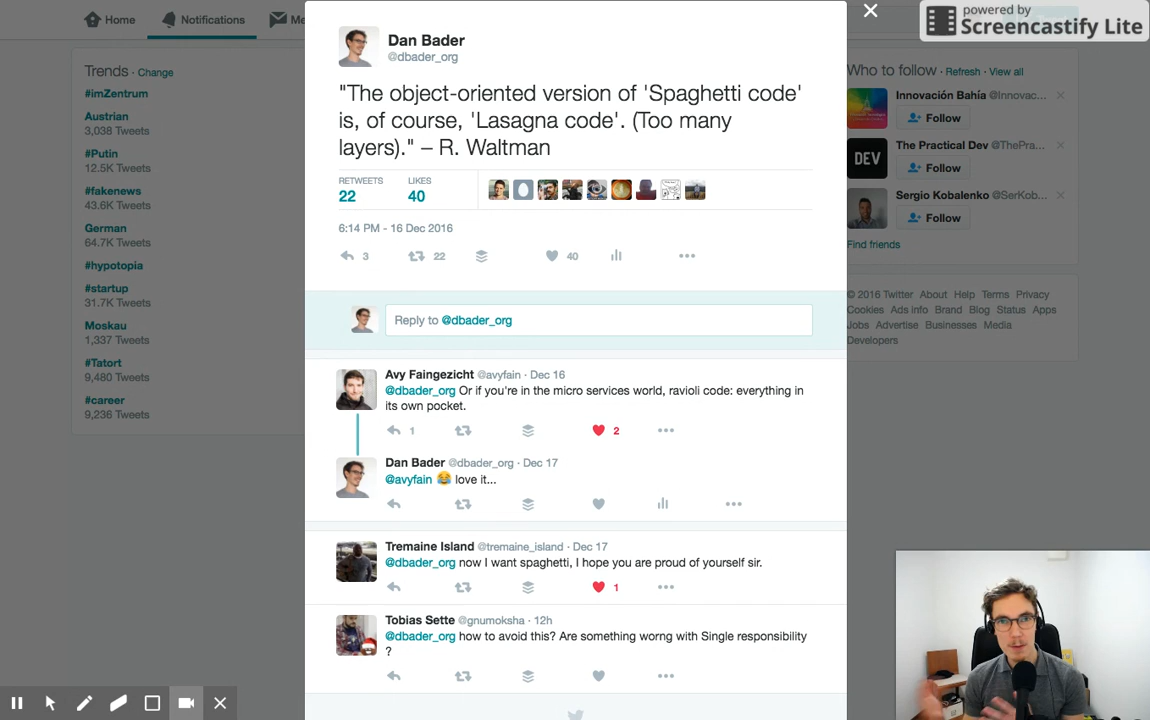 Home
Notifications
Me
powered by
Screencastify Lite
Trends · Change
#imZentrum
Austrian
3,038 Tweets
#Putin
12.5K Tweets
#fakenews
43.6K Tweets
German
64.7K Tweets
#hypotopia
#startup
31.7K Tweets
Moskau
1,337 Tweets
#Tatort
9,480 Tweets
#career
9,236 Tweets
Dan Bader
@dbader_org
"The object-oriented version of 'Spaghetti code'
is, of course, 'Lasagna code'. (Too many
layers)." – R. Waltman
RETWEETS
22
LIKES
40
6:14 PM - 16 Dec 2016
3
22
40
Reply to @dbader_org
Avy Faingezicht @avyfain · Dec 16
@dbader_org Or if you're in the micro services world, ravioli code: everything in
its own pocket.
1
2
Dan Bader @dbader_org · Dec 17
@avyfain 😂 love it...
Tremaine Island @tremaine_island · Dec 17
@dbader_org now I want spaghetti, I hope you are proud of yourself sir.
1
Tobias Sette @gnumoksha · 12h
@dbader_org how to avoid this? Are something worng with Single responsibility
?
Who to follow · Refresh · View all
Innovación Bahía @Innovac...
Follow
DEV
The Practical Dev @ThePra...
Follow
Sergio Kobalenko @SerKob...
Follow
Find friends
© 2016 Twitter About Help Terms Privacy
Cookies Ads info Brand Blog Status Apps
Jobs Advertise Businesses Media
Developers